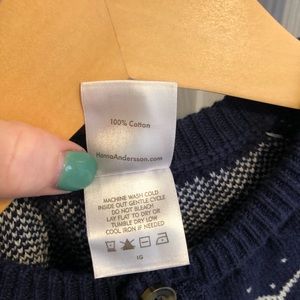 100% Cotton
HannaAndersson.com
MACHINE WASH COLD
INSIDE OUT GENTLE CYCLE
DO NOT BLEACH
LAY FLAT TO DRY OR
TUMBLE DRY LOW
COOL IRON IF NEEDED
IG